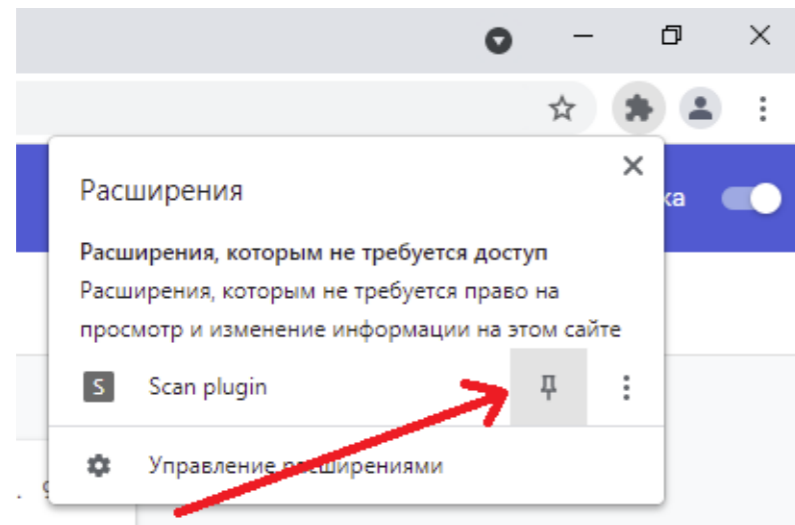 Расширения
ка
Расширения, которым не требуется доступ
Расширения, которым не требуется право на
просмотр и изменение информации на этом сайте
S Scan plugin
Управление расширениями